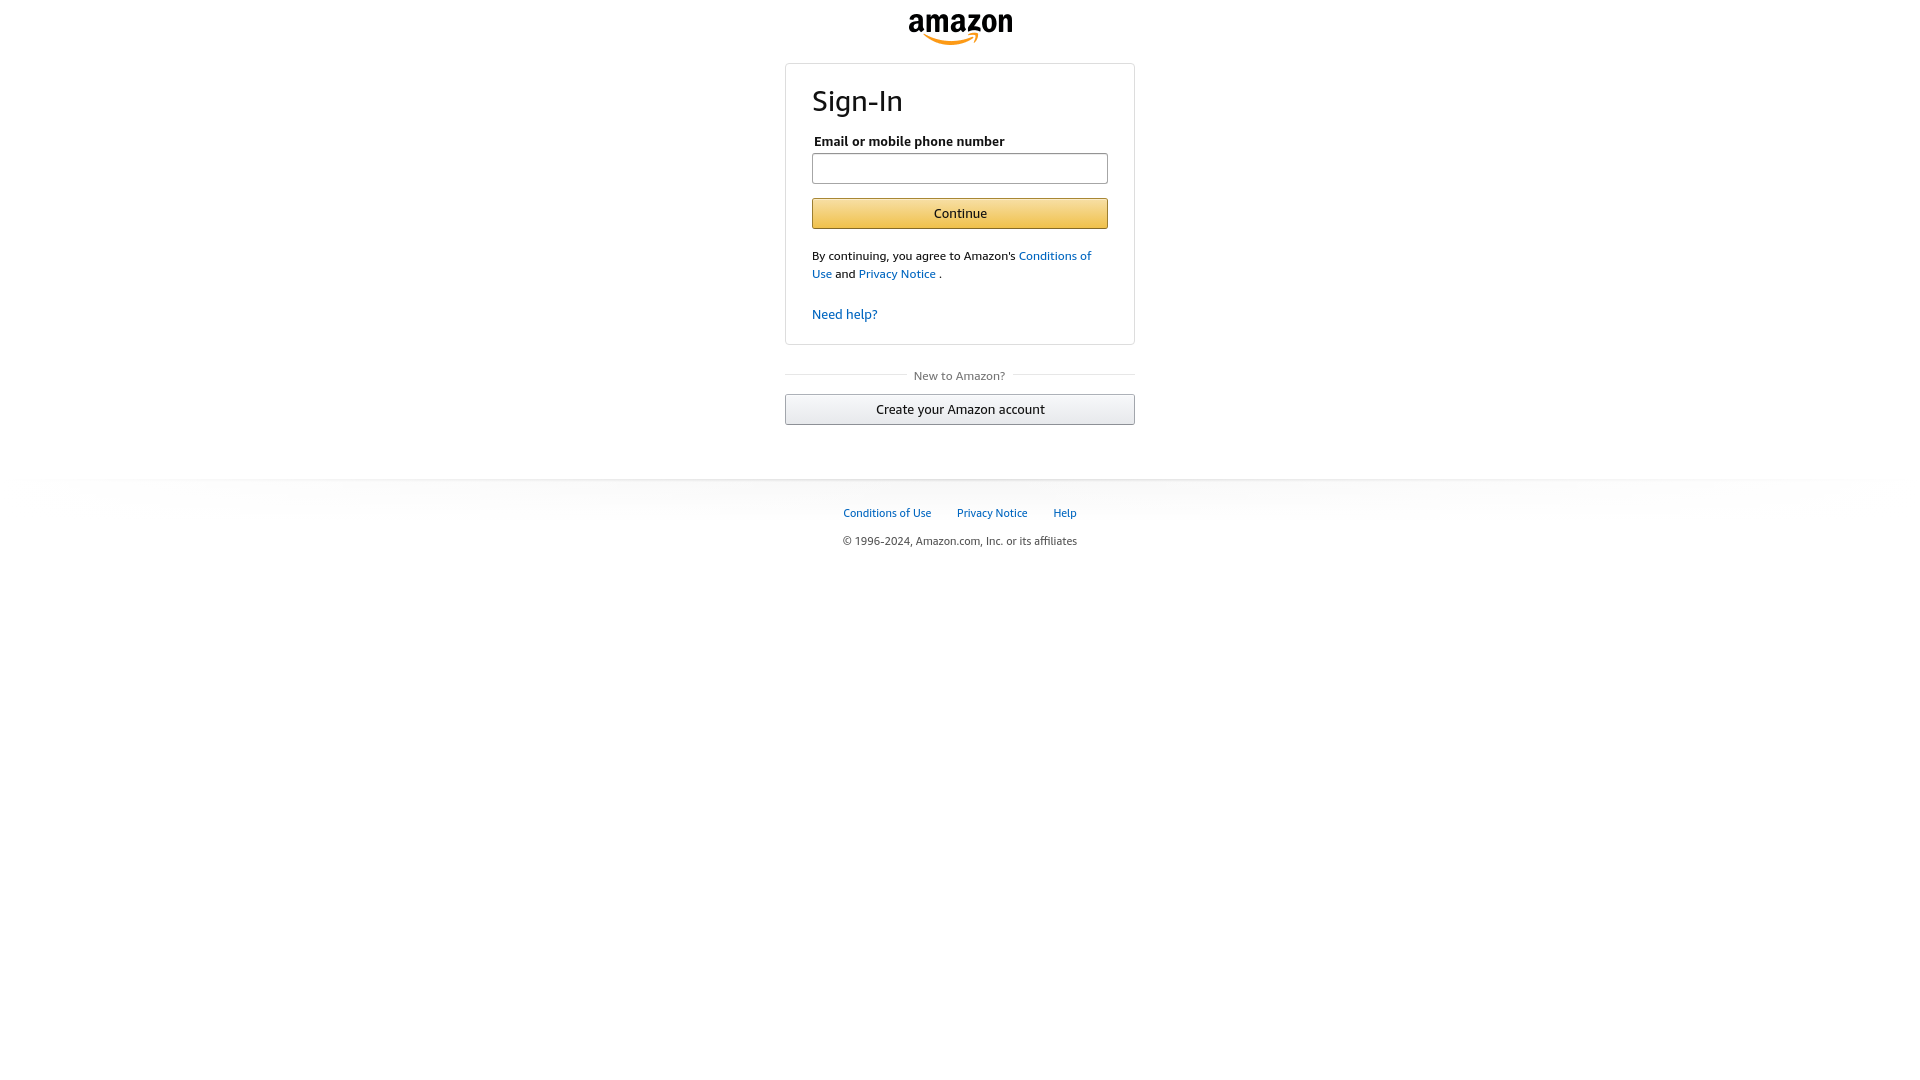 amazon
Sign-In
Email or mobile phone number
Continue
By continuing, you agree to Amazon's Conditions of
Use and Privacy Notice .
Need help?
New to Amazon?
Create your Amazon account
Conditions of Use Privacy Notice Help
© 1996-2024, Amazon.com, Inc. or its affiliates